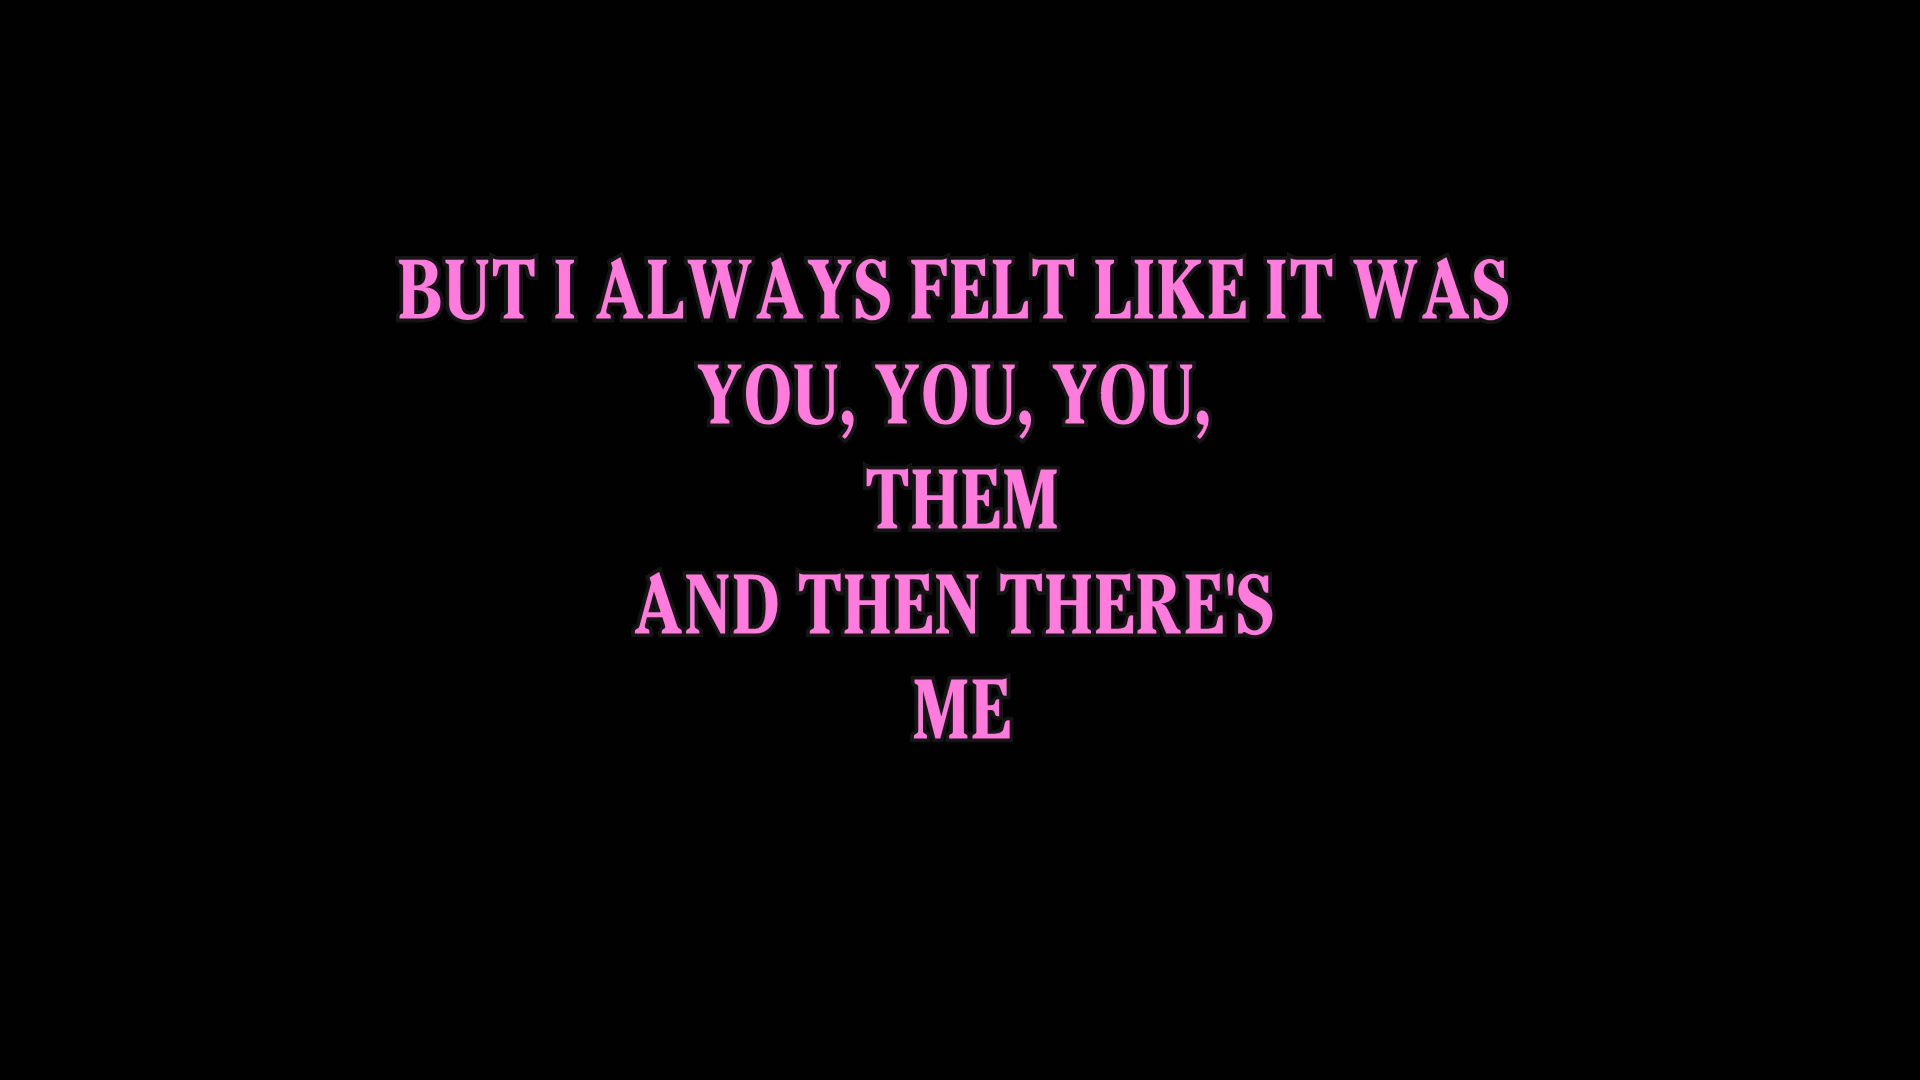 BUT I ALWAYS FELT LIKE IT WAS
YOU, YOU, YOU,
THEM
AND THEN THERE'S
ME